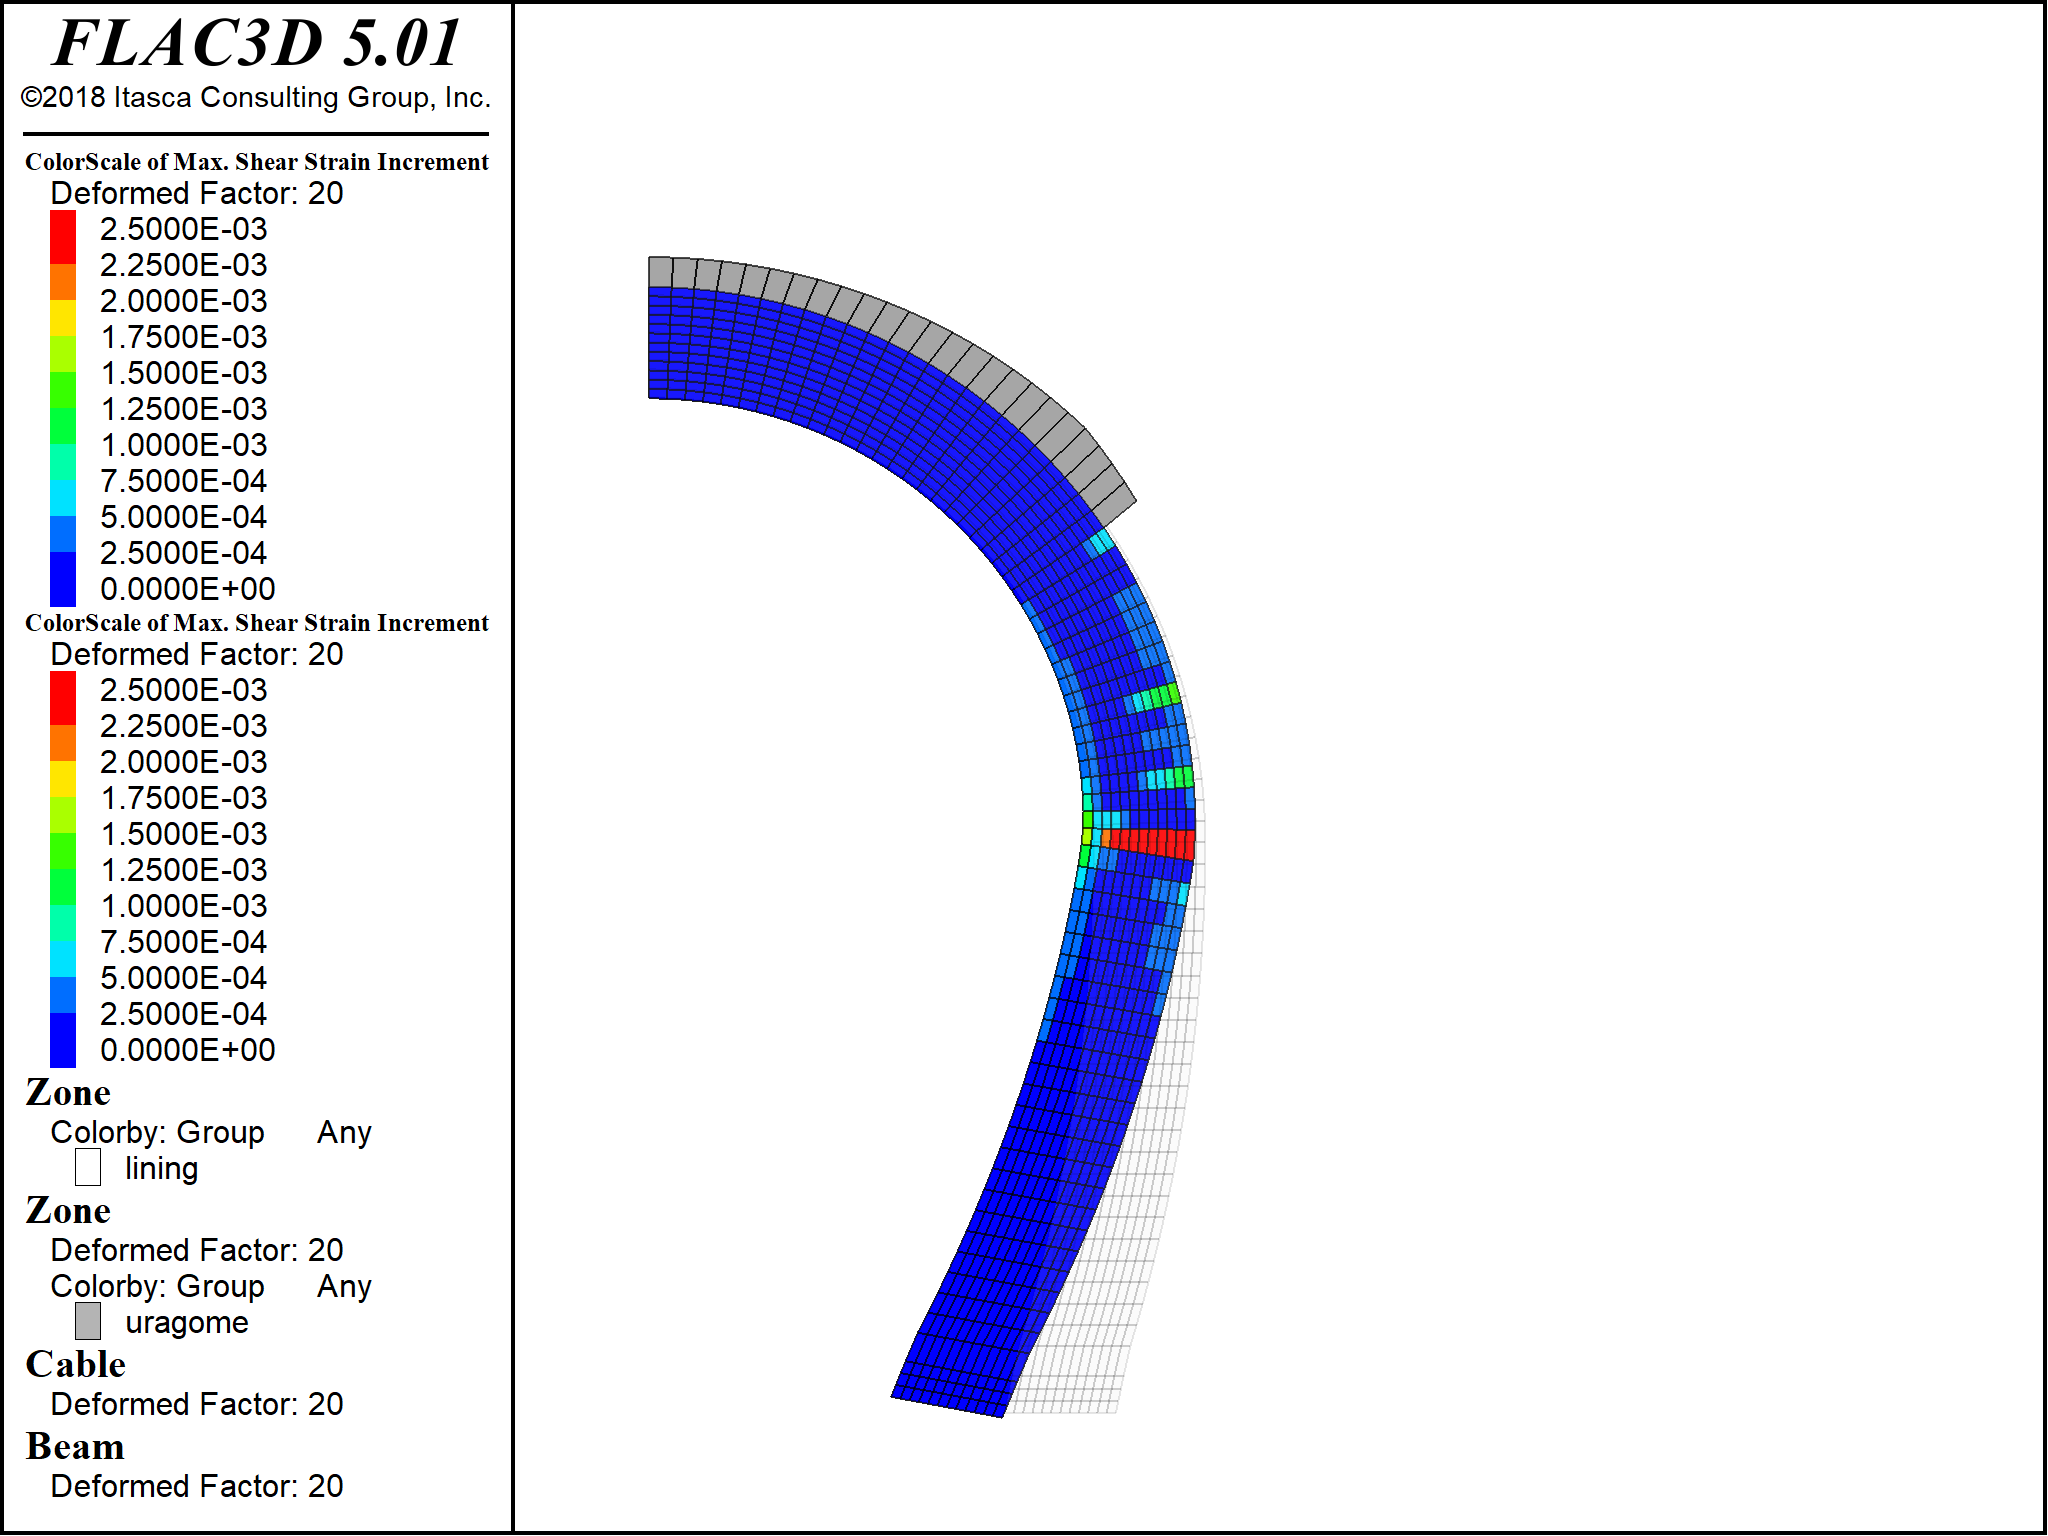 FLAC3D 5.01
©2018 Itasca Consulting Group, Inc.
ColorScale of Max. Shear Strain Increment
Deformed Factor: 20
2.5000E-03
2.2500E-03
2.0000E-03
1.7500E-03
1.5000E-03
1.2500E-03
1.0000E-03
7.5000E-04
5.0000E-04
2.5000E-04
0.0000E+00
ColorScale of Max. Shear Strain Increment
Deformed Factor: 20
2.5000E-03
2.2500E-03
2.0000E-03
1.7500E-03
1.5000E-03
1.2500E-03
1.0000E-03
7.5000E-04
5.0000E-04
2.5000E-04
0.0000E+00
Zone
Colorby: Group Any
lining
Zone
Deformed Factor: 20
Colorby: Group Any
uragome
Cable
Deformed Factor: 20
Beam
Deformed Factor: 20